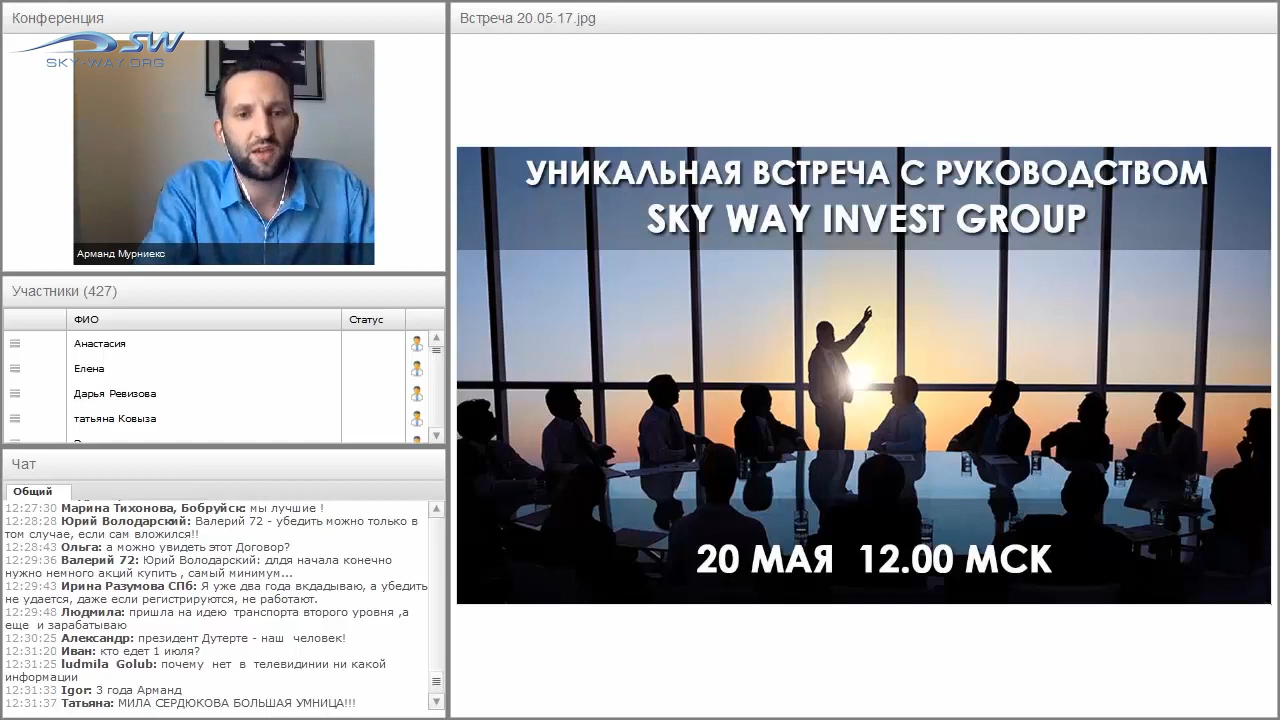 Конференция
SW
SKY-WAY.ORG
Арманд Мурниекс
Участники (427)
ФИО Статус
Анастасия
Елена
Дарья Ревизова
татьяна Ковыза
Чат
Общий
12:27:30 Марина Тихонова, Бобруйск: мы лучшие !
12:28:28 Юрий Володарский: Валерий 72 - убедить можно только в
том случае, если сам вложился!!
12:28:43 Ольга: а можно увидеть этот Договор?
12:29:36 Валерий 72: Юрий Володарский: длдя начала конечно
нужно немного акций купить , самый минимум...
12:29:43 Ирина Разумова СПб: Я уже два года вкдадываю, а убедить
не удается, даже если регистрируются, не работают.
12:29:48 Людмила: пришла на идею транспорта второго уровня ,а
еще и зарабатываю
12:30:25 Александр: президент Дутерте - наш человек!
12:31:20 Иван: кто едет 1 июля?
12:31:25 ludmila Golub: почему нет в телевидинии ни какой
информации
12:31:33 Igor: 3 года Арманд
12:31:37 Татьяна: МИЛА СЕРДЮКОВА БОЛЬШАЯ УМНИЦА!!!
Встреча 20.05.17.jpg
УНИКАЛЬНАЯ ВСТРЕЧА С РУКОВОДСТВОМ
SKY WAY INVEST GROUP
20 МАЯ 12.00 МСК